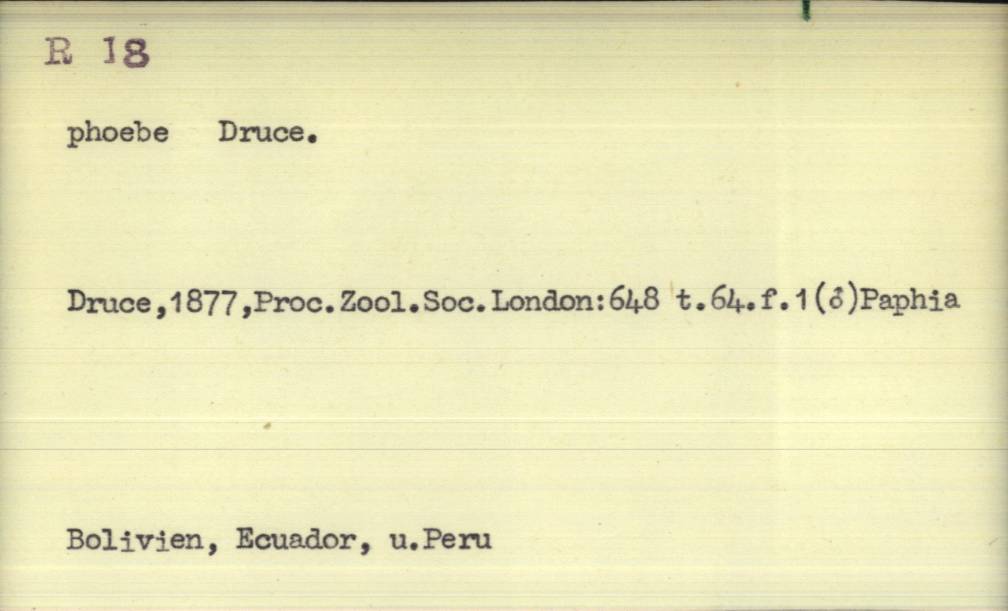 R 18
phoebe Druce.
Druce,1877,Proc.Zool.Soc.London:648 t.64.f.1(♂)Paphia
Bolivien, Ecuador, u.Peru